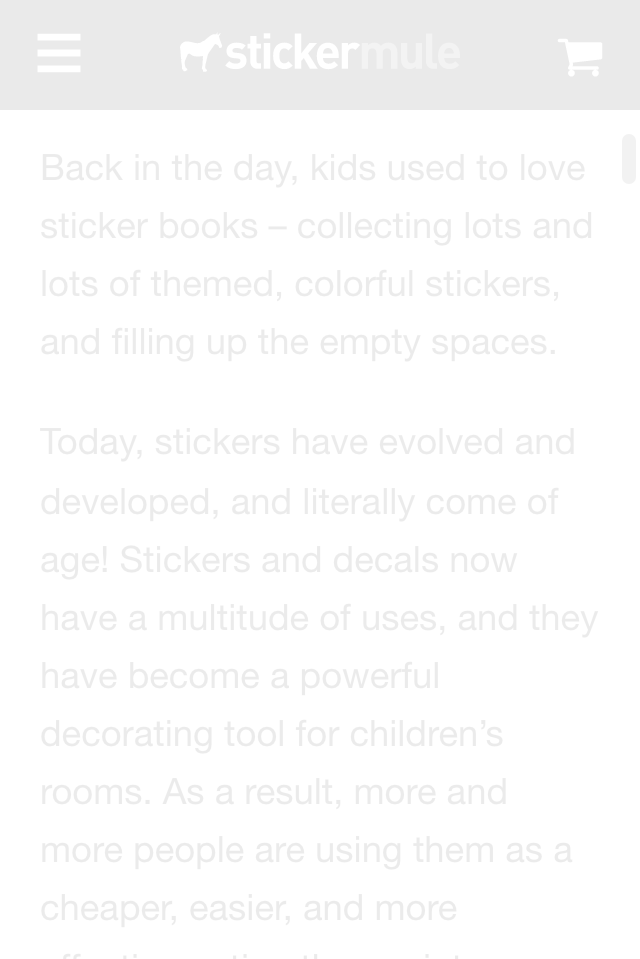 stickermule
Back in the day, kids used to love
sticker books – collecting lots and
lots of themed, colorful stickers,
and filling up the empty spaces.
Today, stickers have evolved and
developed, and literally come of
age! Stickers and decals now
have a multitude of uses, and they
have become a powerful
decorating tool for children’s
rooms. As a result, more and
more people are using them as a
cheaper, easier, and more